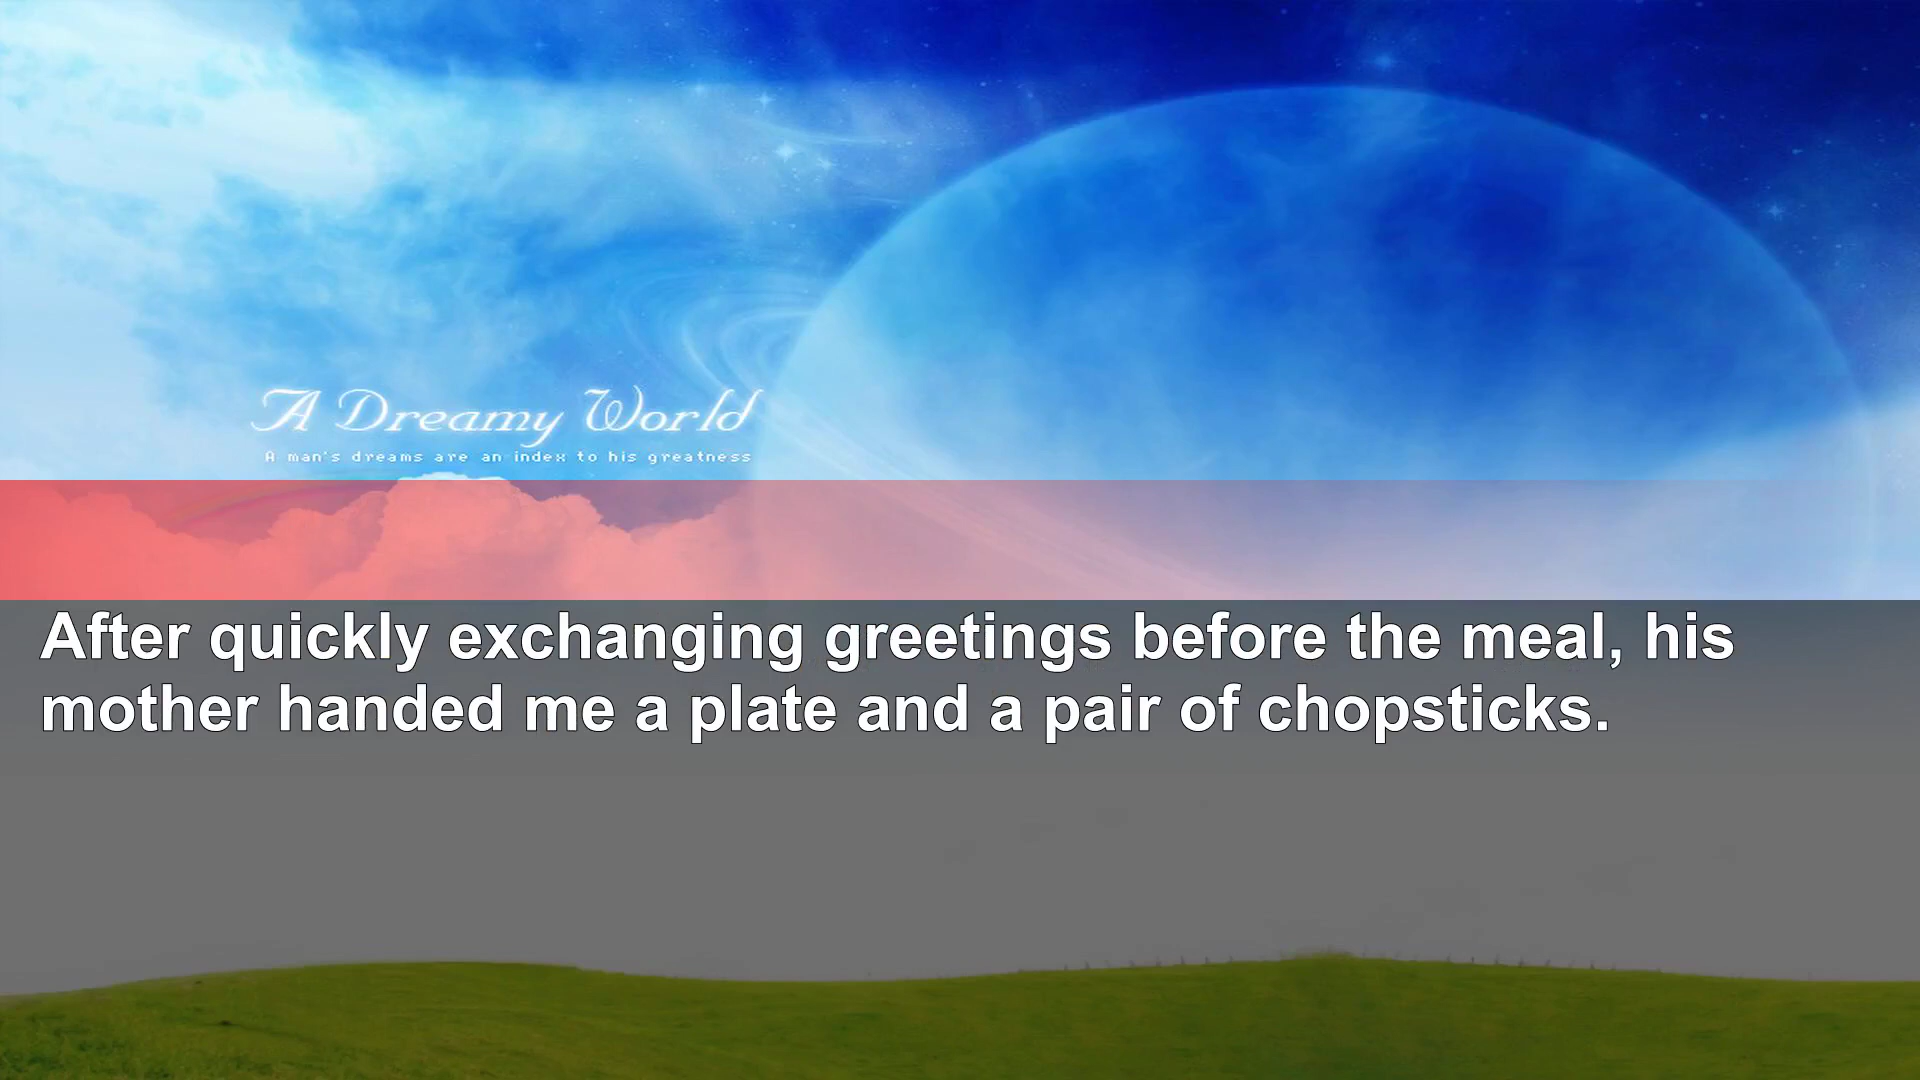 A Dreamy World
A man's dreams are an index to his greatness
After quickly exchanging greetings before the meal, his
mother handed me a plate and a pair of chopsticks.